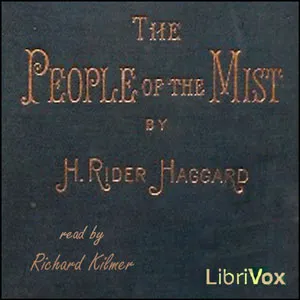 THE
PEOPLE OF THE MIST
BY
H. RIDER HAGGARD
read by
Richard Kilmer
LibriVox